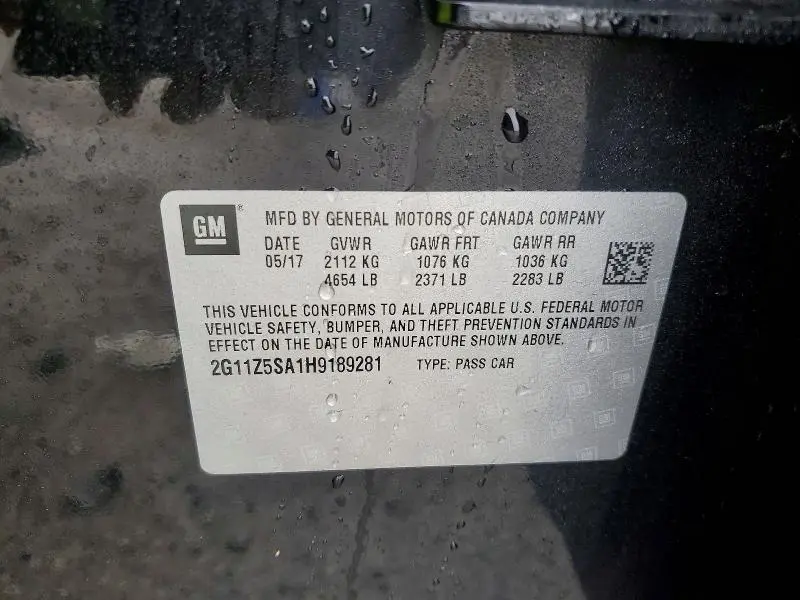 GM®
MFD BY GENERAL MOTORS OF CANADA COMPANY
DATE GVWR GAWR FRT GAWR RR
05/17 2112 KG 1076 KG 1036 KG
4654 LB 2371 LB 2283 LB
THIS VEHICLE CONFORMS TO ALL APPLICABLE U.S. FEDERAL MOTOR
VEHICLE SAFETY, BUMPER, AND THEFT PREVENTION STANDARDS IN
EFFECT ON THE DATE OF MANUFACTURE SHOWN ABOVE.
2G11Z5SA1H9189281 TYPE: PASS CAR